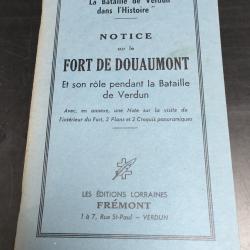 La Bataille de Verdun
dans l'Histoire
NOTICE
sur le
FORT DE DOUAUMONT
Et son rôle pendant la Bataille
de Verdun
Avec, en annexe, une Note sur la visite de
l'intérieur du Fort, 2 Plans et 2 Croquis panoramiques
LES ÉDITIONS LORRAINES
FRÉMONT
1 à 7, Rue St-Paul - VERDUN